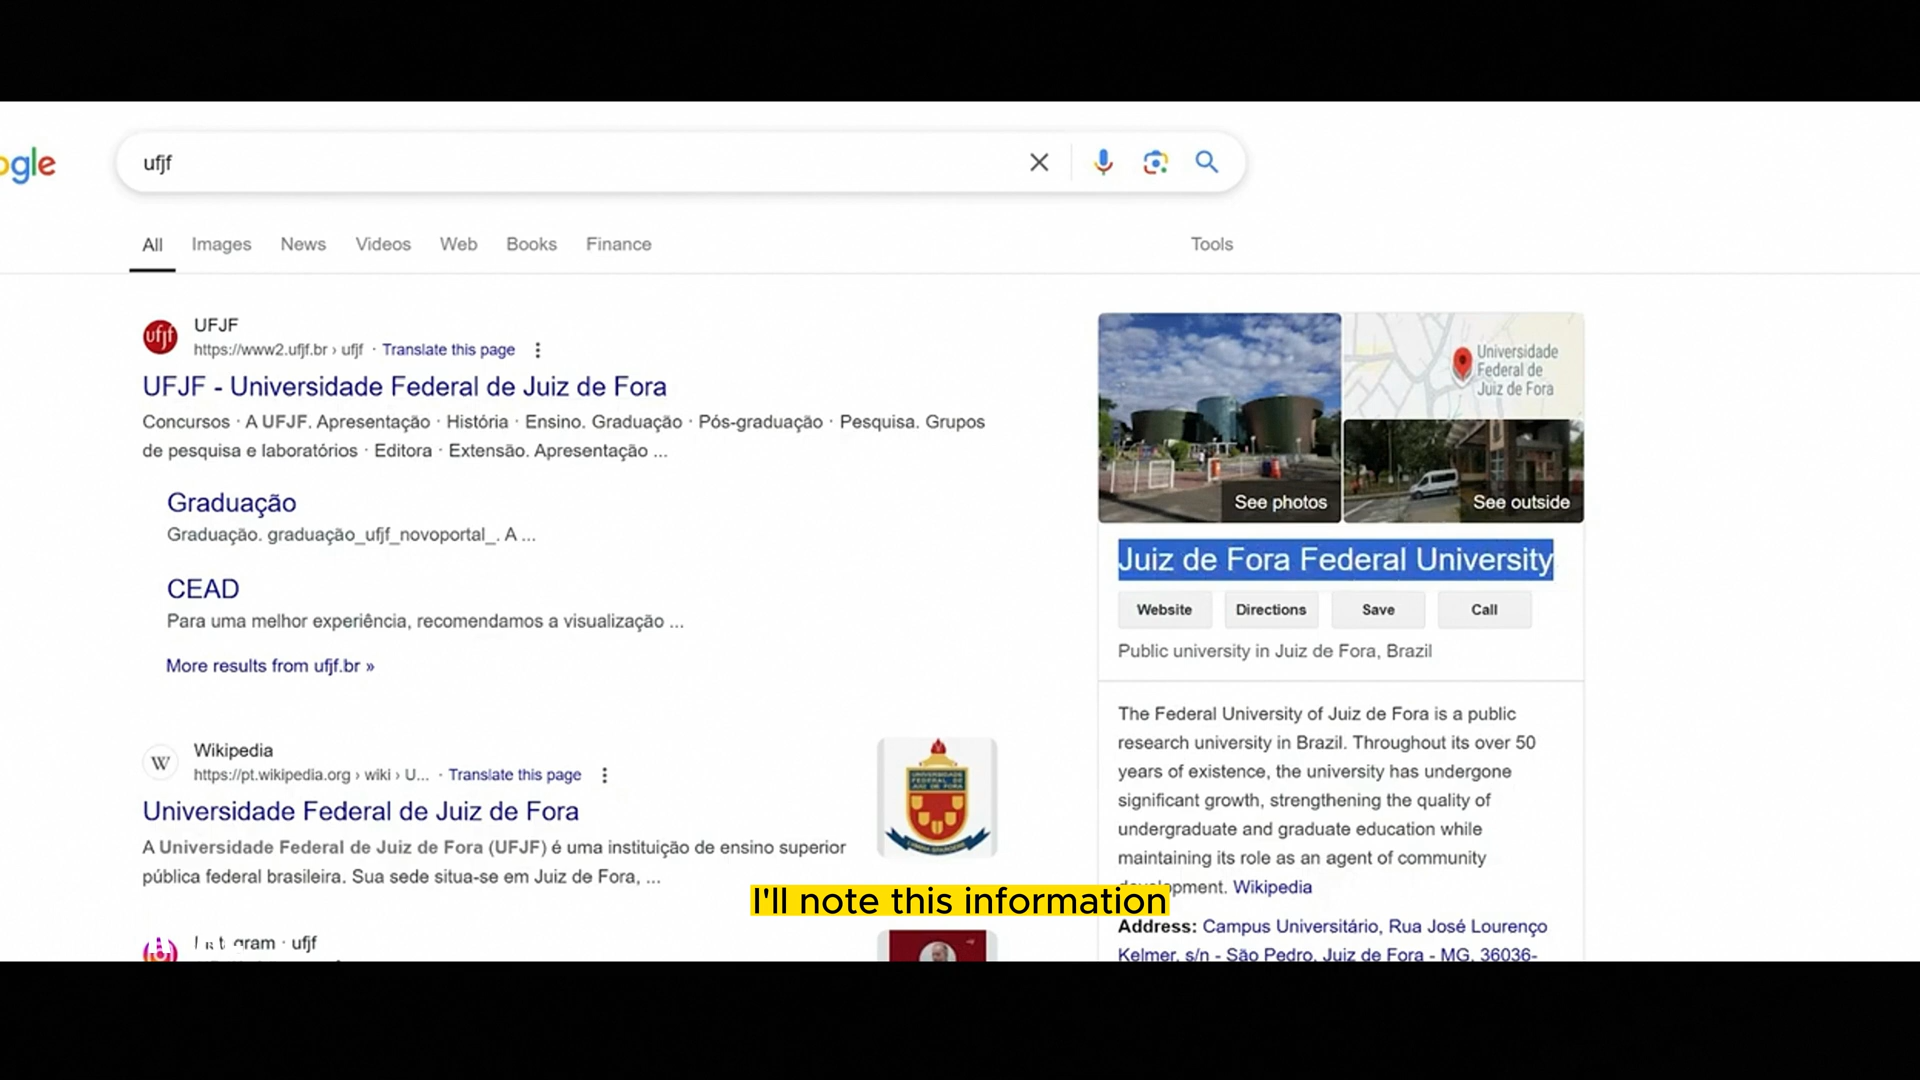 ogle
ufjf
All Images News Videos Web Books Finance Tools
ufjf
UFJF
https://www2.ufjf.br › ufjf · Translate this page
UFJF - Universidade Federal de Juiz de Fora
Concursos · A UFJF. Apresentação · História · Ensino. Graduação · Pós-graduação · Pesquisa. Grupos
de pesquisa e laboratórios · Editora · Extensão. Apresentação ...
Graduação
Graduação. graduação_ufjf_novoportal_. A ...
CEAD
Para uma melhor experiência, recomendamos a visualização ...
More results from ufjf.br »
W
Wikipedia
https://pt.wikipedia.org › wiki › U... · Translate this page
Universidade Federal de Juiz de Fora
A Universidade Federal de Juiz de Fora (UFJF) é uma instituição de ensino superior
pública federal brasileira. Sua sede situa-se em Juiz de Fora, ...
UNIVERSIDADE
FEDERAL DE
JUIZ DE FORA
· ufjf
Universidade
Federal de
Juiz de Fora
See photos
See outside
Juiz de Fora Federal University
Website Directions Save Call
Public university in Juiz de Fora, Brazil
The Federal University of Juiz de Fora is a public
research university in Brazil. Throughout its over 50
years of existence, the university has undergone
significant growth, strengthening the quality of
undergraduate and graduate education while
maintaining its role as an agent of community
Wikipedia
Address: Campus Universitário, Rua José Lourenço
Kelmer, s/n - São Pedro, Juiz de Fora - MG, 36036-
I'll note this information